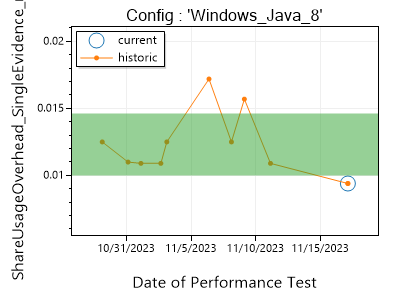 Config : 'Windows_Java_8'
current
historic
0.02
0.015
0.01
ShareUsageOverhead_SingleEvidence_
10/31/2023
11/5/2023
11/10/2023
11/15/2023
Date of Performance Test